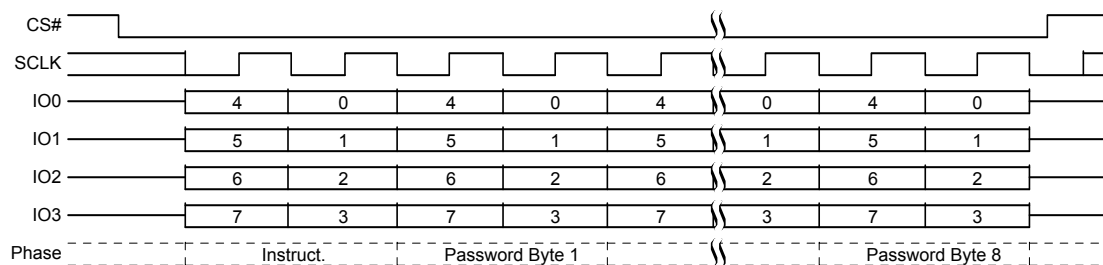 CS#
SCLK
IO0 4 0 4 0 4 0 4 0
IO1 5 1 5 1 5 1 5 1
IO2 6 2 6 2 6 2 6 2
IO3 7 3 7 3 7 3 7 3
Phase Instruct. Password Byte 1 Password Byte 8